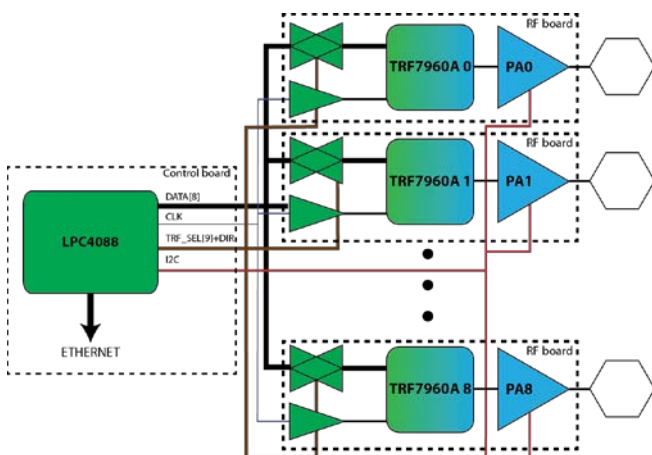 RF board
TRF7960A 0
PA0
RF board
TRF7960A 1
PA1
Control board
DATA[8]
CLK
LPC4088
TRF_SEL[9]+DIR
I2C
ETHERNET
RF board
TRF7960A 8
PA8